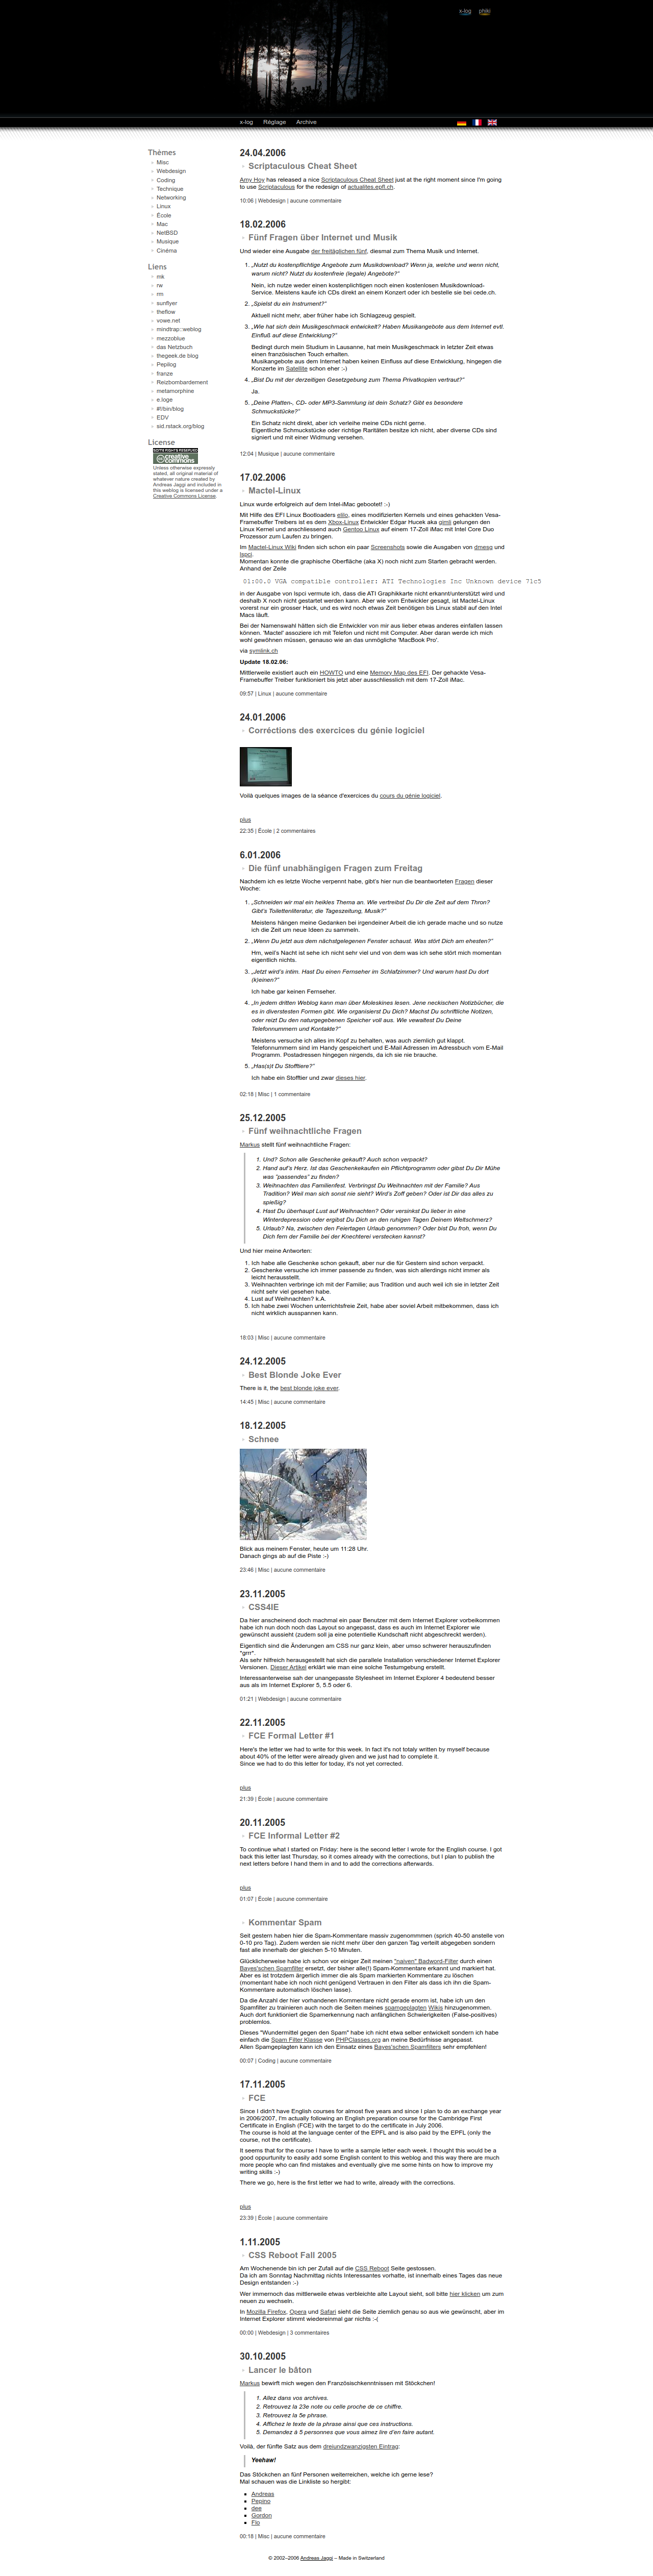 x-log phiki
x-log Réglage Archive
Thèmes
Misc
Webdesign
Coding
Technique
Networking
Linux
École
Mac
NetBSD
Musique
Cinéma
Liens
mk
rw
rm
sunflyer
theflow
vowe.net
mindtrap::weblog
mezzoblue
das Netzbuch
thegeek.de blog
Pepilog
franze
Reizbombardement
metamorphine
e.loge
#!/bin/blog
EDV
sid.rstack.org/blog
License
SOME RIGHTS RESERVED
creative commons
Unless otherwise expressly
stated, all original material of
whatever nature created by
Andreas Jaggi and included in
this weblog is licensed under a
Creative Commons License.
24.04.2006
Scriptaculous Cheat Sheet
Amy Hoy has released a nice Scriptaculous Cheat Sheet just at the right moment since I'm going
to use Scriptaculous for the redesign of actualites.epfl.ch.
10:06 | Webdesign | aucune commentaire
18.02.2006
Fünf Fragen über Internet und Musik
Und wieder eine Ausgabe der freitäglichen fünf, diesmal zum Thema Musik und Internet.
1. „Nutzt du kostenpflichtige Angebote zum Musikdownload? Wenn ja, welche und wenn nicht,
warum nicht? Nutzt du kostenfreie (legale) Angebote?”
Nein, ich nutze weder einen kostenplichtigen noch einen kostenlosen Musikdownload-
Service. Meistens kaufe ich CDs direkt an einem Konzert oder ich bestelle sie bei cede.ch.
2. „Spielst du ein Instrument?”
Aktuell nicht mehr, aber früher habe ich Schlagzeug gespielt.
3. „Wie hat sich dein Musikgeschmack entwickelt? Haben Musikangebote aus dem Internet evtl.
Einfluß auf diese Entwicklung?”
Bedingt durch mein Studium in Lausanne, hat mein Musikgeschmack in letzter Zeit etwas
einen französischen Touch erhalten.
Musikangebote aus dem Internet haben keinen Einfluss auf diese Entwicklung, hingegen die
Konzerte im Satellite schon eher :-)
4. „Bist Du mit der derzeitigen Gesetzgebung zum Thema Privatkopien vertraut?”
Ja.
5. „Deine Platten-, CD- oder MP3-Sammlung ist dein Schatz? Gibt es besondere
Schmuckstücke?”
Ein Schatz nicht direkt, aber ich verleihe meine CDs nicht gerne.
Eigentliche Schmuckstücke oder richtige Raritäten besitze ich nicht, aber diverse CDs sind
signiert und mit einer Widmung versehen.
12:04 | Musique | aucune commentaire
17.02.2006
Mactel-Linux
Linux wurde erfolgreich auf dem Intel-iMac gebootet! :-)
Mit Hilfe des EFI Linux Bootloaders elilo, eines modifizierten Kernels und eines gehackten Vesa-
Framebuffer Treibers ist es dem Xbox-Linux Entwickler Edgar Hucek aka gimli gelungen den
Linux Kernel und anschliessend auch Gentoo Linux auf einem 17-Zoll iMac mit Intel Core Duo
Prozessor zum Laufen zu bringen.
Im Mactel-Linux Wiki finden sich schon ein paar Screenshots sowie die Ausgaben von dmesg und
lspci.
Momentan konnte die graphische Oberfläche (aka X) noch nicht zum Starten gebracht werden.
Anhand der Zeile
01:00.0 VGA compatible controller: ATI Technologies Inc Unknown device 71c5
in der Ausgabe von lspci vermute ich, dass die ATI Graphikkarte nicht erkannt/unterstützt wird und
deshalb X noch nicht gestartet werden kann. Aber wie vom Entwickler gesagt, ist Mactel-Linux
vorerst nur ein grosser Hack, und es wird noch etwas Zeit benötigen bis Linux stabil auf den Intel
Macs läuft.
Bei der Namenswahl hätten sich die Entwickler von mir aus lieber etwas anderes einfallen lassen
können. 'Mactel' assoziere ich mit Telefon und nicht mit Computer. Aber daran werde ich mich
wohl gewöhnen müssen, genauso wie an das unmögliche 'MacBook Pro'.
via symlink.ch
Update 18.02.06:
Mittlerweile existiert auch ein HOWTO und eine Memory Map des EFI. Der gehackte Vesa-
Framebuffer Treiber funktioniert bis jetzt aber ausschliesslich mit dem 17-Zoll iMac.
09:57 | Linux | aucune commentaire
24.01.2006
Corréctions des exercices du génie logiciel
Voilà quelques images de la séance d'exercices du cours du génie logiciel.
plus
22:35 | École | 2 commentaires
6.01.2006
Die fünf unabhängigen Fragen zum Freitag
Nachdem ich es letzte Woche verpennt habe, gibt's hier nun die beantworteten Fragen dieser
Woche:
1. „Schneiden wir mal ein heikles Thema an. Wie vertreibst Du Dir die Zeit auf dem Thron?
Gibt's Toilettenliteratur, die Tageszeitung, Musik?”
Meistens hängen meine Gedanken bei irgendeiner Arbeit die ich gerade mache und so nutze
ich die Zeit um neue Ideen zu sammeln.
2. „Wenn Du jetzt aus dem nächstgelegenen Fenster schaust. Was stört Dich am ehesten?”
Hm, weil's Nacht ist sehe ich nicht sehr viel und von dem was ich sehe stört mich momentan
eigentlich nichts.
3. „Jetzt wird's intim. Hast Du einen Fernseher im Schlafzimmer? Und warum hast Du dort
(k)einen?”
Ich habe gar keinen Fernseher.
4. „In jedem dritten Weblog kann man über Moleskines lesen. Jene neckischen Notizbücher, die
es in diverstesten Formen gibt. Wie organisierst Du Dich? Machst Du schriftliche Notizen,
oder reizt Du den naturgegebenen Speicher voll aus. Wie vewaltest Du Deine
Telefonnummern und Kontakte?”
Meistens versuche ich alles im Kopf zu behalten, was auch ziemlich gut klappt.
Telefonnummern sind im Handy gespeichert und E-Mail Adressen im Adressbuch vom E-Mail
Programm. Postadressen hingegen nirgends, da ich sie nie brauche.
5. „Has(s)t Du Stofftiere?”
Ich habe ein Stofftier und zwar dieses hier.
02:18 | Misc | 1 commentaire
25.12.2005
Fünf weihnachtliche Fragen
Markus stellt fünf weihnachtliche Fragen:
1. Und? Schon alle Geschenke gekauft? Auch schon verpackt?
2. Hand auf's Herz. Ist das Geschenkekaufen ein Pflichtprogramm oder gibst Du Dir Mühe
was ”passendes” zu finden?
3. Weihnachten das Familienfest. Verbringst Du Weihnachten mit der Familie? Aus
Tradition? Weil man sich sonst nie sieht? Wird's Zoff geben? Oder ist Dir das alles zu
spießig?
4. Hast Du überhaupt Lust auf Weihnachten? Oder versinkst Du lieber in eine
Winterdepression oder ergibst Du Dich an den ruhigen Tagen Deinem Weltschmerz?
5. Urlaub? Na, zwischen den Feiertagen Urlaub genommen? Oder bist Du froh, wenn Du
Dich fern der Familie bei der Knechterei verstecken kannst?
Und hier meine Antworten:
1. Ich habe alle Geschenke schon gekauft, aber nur die für Gestern sind schon verpackt.
2. Geschenke versuche ich immer passende zu finden, was sich allerdings nicht immer als
leicht herausstellt.
3. Weihnachten verbringe ich mit der Familie; aus Tradition und auch weil ich sie in letzter Zeit
nicht sehr viel gesehen habe.
4. Lust auf Weihnachten? k.A.
5. Ich habe zwei Wochen unterrichtsfreie Zeit, habe aber soviel Arbeit mitbekommen, dass ich
nicht wirklich ausspannen kann.
18:03 | Misc | aucune commentaire
24.12.2005
Best Blonde Joke Ever
There is it, the best blonde joke ever.
14:45 | Misc | aucune commentaire
18.12.2005
Schnee
Blick aus meinem Fenster, heute um 11:28 Uhr.
Danach gings ab auf die Piste :-)
23:46 | Misc | aucune commentaire
23.11.2005
CSS4IE
Da hier anscheinend doch machmal ein paar Benutzer mit dem Internet Explorer vorbeikommen
habe ich nun doch noch das Layout so angepasst, dass es auch im Internet Explorer wie
gewünscht aussieht (zudem soll ja eine potentielle Kundschaft nicht abgeschreckt werden).
Eigentlich sind die Änderungen am CSS nur ganz klein, aber umso schwerer herauszufinden
*grrr*.
Als sehr hilfreich herausgestellt hat sich die parallele Installation verschiedener Internet Explorer
Versionen. Dieser Artikel erklärt wie man eine solche Testumgebung erstellt.
Interessanterweise sah der unangepasste Stylesheet im Internet Explorer 4 bedeutend besser
aus als im Internet Explorer 5, 5.5 oder 6.
01:21 | Webdesign | aucune commentaire
22.11.2005
FCE Formal Letter #1
Here's the letter we had to write for this week. In fact it's not totaly written by myself because
about 40% of the letter were already given and we just had to complete it.
Since we had to do this letter for today, it's not yet corrected.
plus
21:39 | École | aucune commentaire
20.11.2005
FCE Informal Letter #2
To continue what I started on Friday: here is the second letter I wrote for the English course. I got
back this letter last Thursday, so it comes already with the corrections, but I plan to publish the
next letters before I hand them in and to add the corrections afterwards.
plus
01:07 | École | aucune commentaire
Kommentar Spam
Seit gestern haben hier die Spam-Kommentare massiv zugenommmen (sprich 40-50 anstelle von
0-10 pro Tag). Zudem werden sie nicht mehr über den ganzen Tag verteilt abgegeben sondern
fast alle innerhalb der gleichen 5-10 Minuten.
Glücklicherweise habe ich schon vor einiger Zeit meinen "naiven" Badword-Filter durch einen
Bayes'schen Spamfilter ersetzt, der bisher alle(!) Spam-Kommentare erkannt und markiert hat.
Aber es ist trotzdem ärgerlich immer die als Spam markierten Kommentare zu löschen
(momentant habe ich noch nicht genügend Vertrauen in den Filter als dass ich ihn die Spam-
Kommentare automatisch löschen lasse).
Da die Anzahl der hier vorhandenen Kommentare nicht gerade enorm ist, habe ich um den
Spamfilter zu trainieren auch noch die Seiten meines spamgeplagten Wikis hinzugenommen.
Auch dort funktioniert die Spamerkennung nach anfänglichen Schwierigkeiten (False-positives)
problemlos.
Dieses "Wundermittel gegen den Spam" habe ich nicht etwa selber entwickelt sondern ich habe
einfach die Spam Filter Klasse von PHPClasses.org an meine Bedürfnisse angepasst.
Allen Spamgeplagten kann ich den Einsatz eines Bayes'schen Spamfilters sehr empfehlen!
00:07 | Coding | aucune commentaire
17.11.2005
FCE
Since I didn't have English courses for almost five years and since I plan to do an exchange year
in 2006/2007, I'm actually following an English preparation course for the Cambridge First
Certificate in English (FCE) with the target to do the certificate in July 2006.
The course is hold at the language center of the EPFL and is also paid by the EPFL (only the
course, not the certificate).
It seems that for the course I have to write a sample letter each week. I thought this would be a
good oppurtunity to easily add some English content to this weblog and this way there are much
more people who can find mistakes and eventually give me some hints on how to improve my
writing skills :-)
There we go, here is the first letter we had to write, already with the corrections.
plus
23:39 | École | aucune commentaire
1.11.2005
CSS Reboot Fall 2005
Am Wochenende bin ich per Zufall auf die CSS Reboot Seite gestossen.
Da ich am Sonntag Nachmittag nichts Interessantes vorhatte, ist innerhalb eines Tages das neue
Design entstanden :-)
Wer immernoch das mittlerweile etwas verbleichte alte Layout sieht, soll bitte hier klicken um zum
neuen zu wechseln.
In Mozilla Firefox, Opera und Safari sieht die Seite ziemlich genau so aus wie gewünscht, aber im
Internet Explorer stimmt wiedereinmal gar nichts :-(
00:00 | Webdesign | 3 commentaires
30.10.2005
Lancer le bâton
Markus bewirft mich wegen den Französischkenntnissen mit Stöckchen!
1. Allez dans vos archives.
2. Retrouvez la 23e note ou celle proche de ce chiffre.
3. Retrouvez la 5e phrase.
4. Affichez le texte de la phrase ainsi que ces instructions.
5. Demandez à 5 personnes que vous aimez lire d'en faire autant.
Voilà, der fünfte Satz aus dem dreiundzwanzigsten Eintrag:
Yeehaw!
Das Stöckchen an fünf Personen weiterreichen, welche ich gerne lese?
Mal schauen was die Linkliste so hergibt:
Andreas
Pepino
dee
Gordon
Flo
00:18 | Misc | aucune commentaire
© 2002–2006 Andreas Jaggi – Made in Switzerland